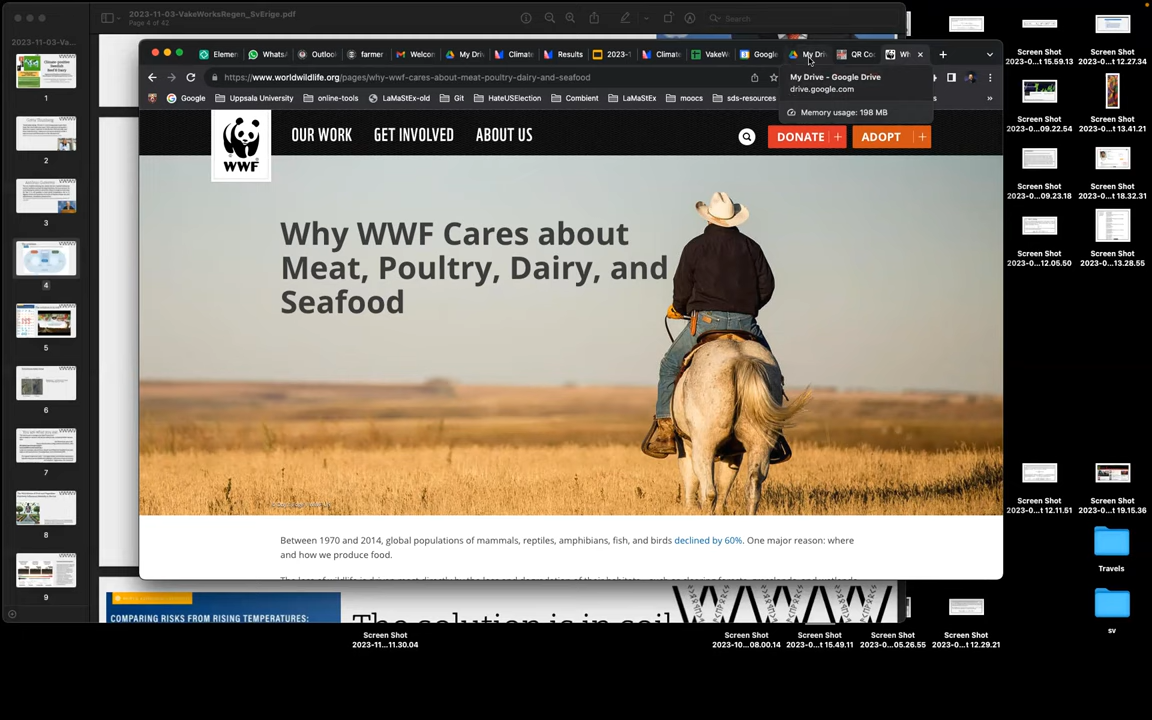 2023-11-03-VakeWorksRegen_SvErige.pdf
Page 4 of 42
Search
2023-11-03-Va...
1
2
3
4
5
6
7
8
9
Elemen
WhatsA
Outloo
farmer
Welcon
My Dri
Climate
Results
2023-1
Climate
VakeW
Google
My Dri
QR Co
Wh
https://www.worldwildlife.org/pages/why-wwf-cares-about-meat-poultry-dairy-and-seafood
Google
Uppsala University
online-tools
LaMaStEx-old
Git
HateUSElection
Combient
LaMaStEx
moocs
sds-resources
My Drive - Google Drive
drive.google.com
Memory usage: 198 MB
WWF
OUR WORK
GET INVOLVED
ABOUT US
DONATE +
ADOPT +
Why WWF Cares about
Meat, Poultry, Dairy, and
Seafood
Between 1970 and 2014, global populations of mammals, reptiles, amphibians, fish, and birds declined by 60%. One major reason: where
and how we produce food.
COMPARING RISKS FROM RISING TEMPERATURES:
The solution is in soil
Screen Shot
2023-0...15.59.13
Screen Shot
2023-0...12.27.34
Screen Shot
2023-0...09.22.54
Screen Shot
2023-0...13.41.21
Screen Shot
2023-0...09.23.18
Screen Shot
2023-0...18.32.31
Screen Shot
2023-0...12.05.50
Screen Shot
2023-0...13.28.55
Screen Shot
2023-0...t 12.11.51
Screen Shot
2023-0...19.15.36
Travels
sv
Screen Shot
2023-11...11.30.04
Screen Shot
2023-10...08.00.14
Screen Shot
2023-0...t 15.49.11
Screen Shot
2023-0...05.26.55
Screen Shot
2023-0...t 12.29.21